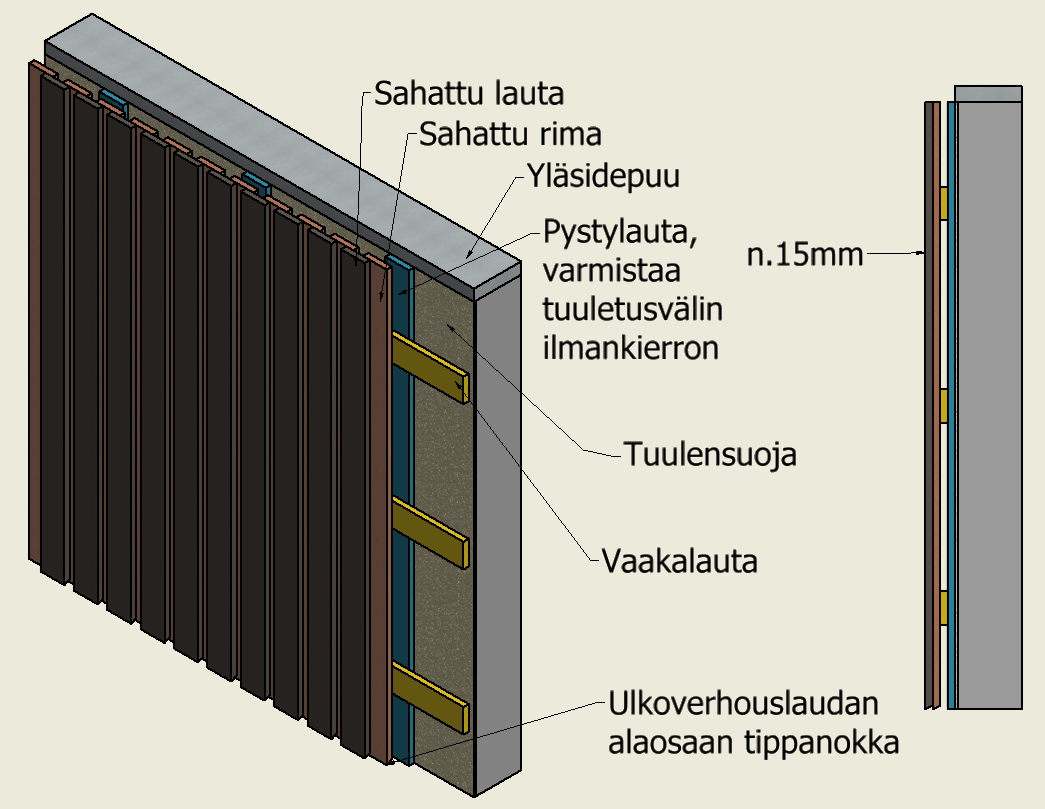 Sahattu lauta
Sahattu rima
Yläsidepuu
Pystylauta,
varmistaa
tuuletusvälin
ilmankierron
n.15mm
Tuulensuoja
Vaakalauta
Ulkoverhouslaudan
alaosaan tippanokka